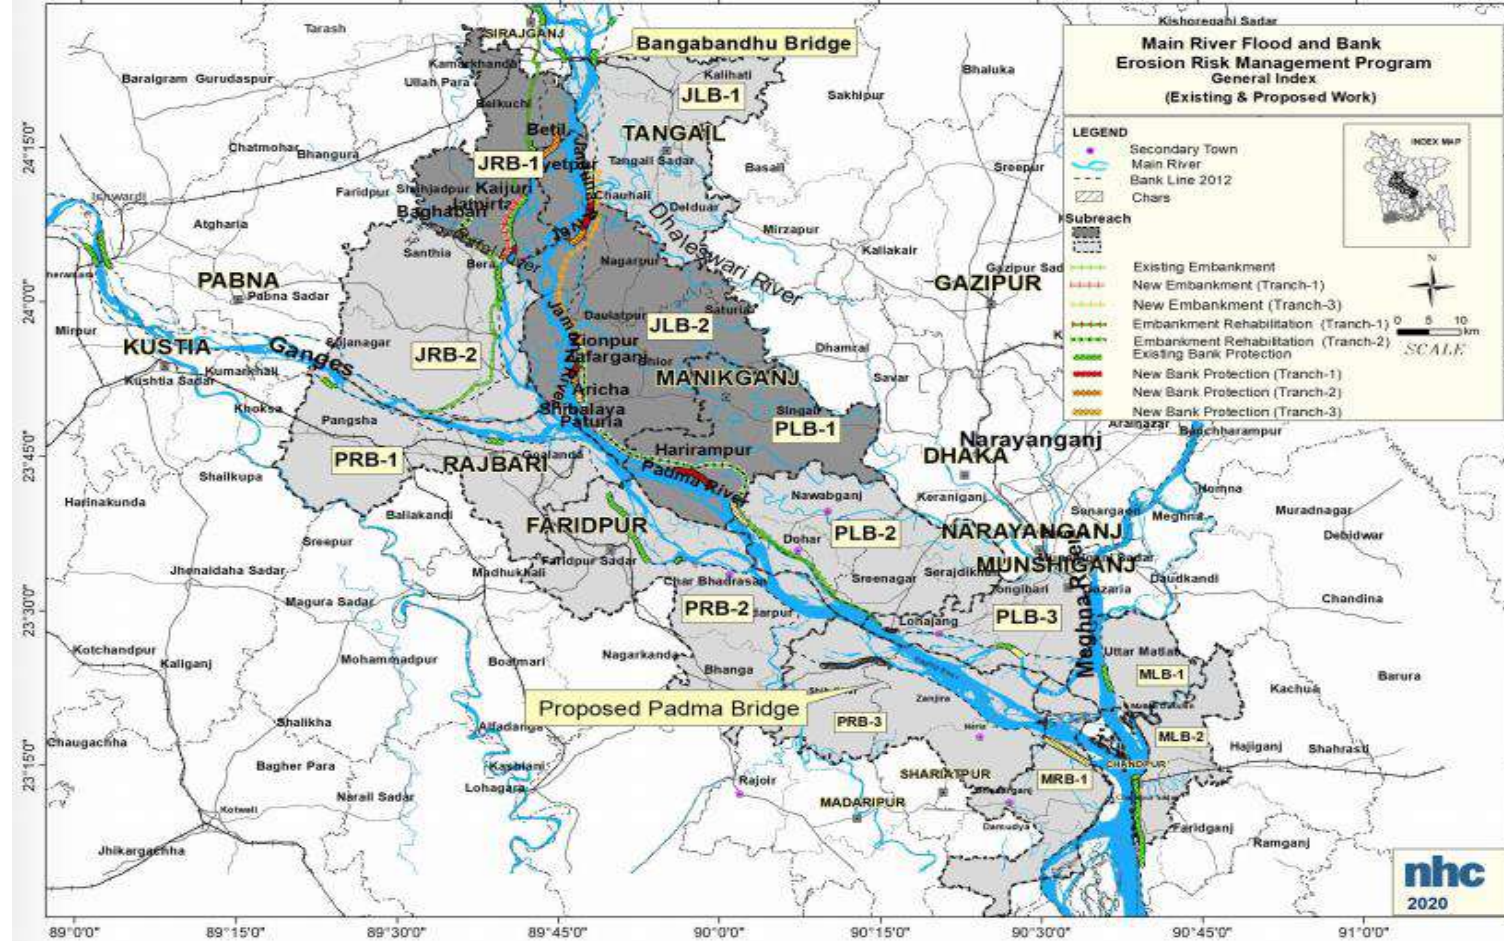 Main River Flood and Bank
Erosion Risk Management Program
General Index
(Existing & Proposed Work)
LEGEND
Secondary Town
Main River
Bank Line 2012
Chars
Subreach
Existing Embankment
New Embankment (Tranch-1)
New Embankment (Tranch-3)
Embankment Rehabilitation (Tranch-1)
Embankment Rehabilitation (Tranch-2)
Existing Bank Protection
New Bank Protection (Tranch-1)
New Bank Protection (Tranch-2)
New Bank Protection (Tranch-3)
INDEX MAP
N
0 5 10 km
SCALE
Tarash
SIRAJGANJ
Bangabandhu Bridge
Kamarkhanda
Kalihati
Bhaluka
Baraigram Gurudaspur
Ullah Para
JLB-1
Sakhipur
Belkuchi
Betil
TANGAIL
Chatmohar
Bhangura
JRB-1
Tangail Sadar
Basail
Sreepur
Faridpur
Shahjadpur
Kaijuri
Chauhali
Delduar
Ishwardi
Baghabari
Atgharia
Mirzapur
Dhaleswari River
Kaliakair
Santhia
Bera
Nagarpur
PABNA
Pabna Sadar
GAZIPUR
Daulatpur
Saturia
JLB-2
Mirpur
KUSTIA
Ganges
Sujanagar
JRB-2
Zafarganj
Dhamrai
Kushtia Sadar
Kumarkhali
MANIKGANJ
Savar
Aricha
Khoksa
Pangsha
Shibalaya
Paturia
Singair
PLB-1
Narayanganj
Banchharampur
PRB-1
RAJBARI
Goalanda
Harirampur
DHAKA
Shailkupa
Padma River
Harinakunda
Nawabganj
Keraniganj
Homna
Baliakandi
Sonargaon
Meghna
Muradnagar
FARIDPUR
PLB-2
NARAYANGANJ
Debidwar
Sreepur
Dohar
Faridpur Sadar
MUNSHIGANJ
Jhenaidaha Sadar
Madhukhali
Char Bhadrasan
Sreenagar
Daudkandi
Magura Sadar
PRB-2
Lohajang
PLB-3
Chandina
Kotchandpur
Kaliganj
Mohammadpur
Boalmari
Nagarkanda
Bhanga
Meghna River
MLB-1
Barura
Kachua
Proposed Padma Bridge
Zanjira
Shalikha
Alfadanga
PRB-3
MLB-2
Chaugachha
Hajiganj
Shahrasti
Bagher Para
Kashiani
Rajoir
SHARIATPUR
MRB-1
CHANDPUR
Narail Sadar
Lohagara
MADARIPUR
Kotwali
Damudya
Faridganj
Ramganj
Jhikargachha
nhc
2020
24°15'0"
24°0'0"
23°45'0"
23°30'0"
23°15'0"
89°0'0" 89°15'0" 89°30'0" 89°45'0" 90°0'0" 90°15'0" 90°30'0" 90°45'0" 91°0'0"